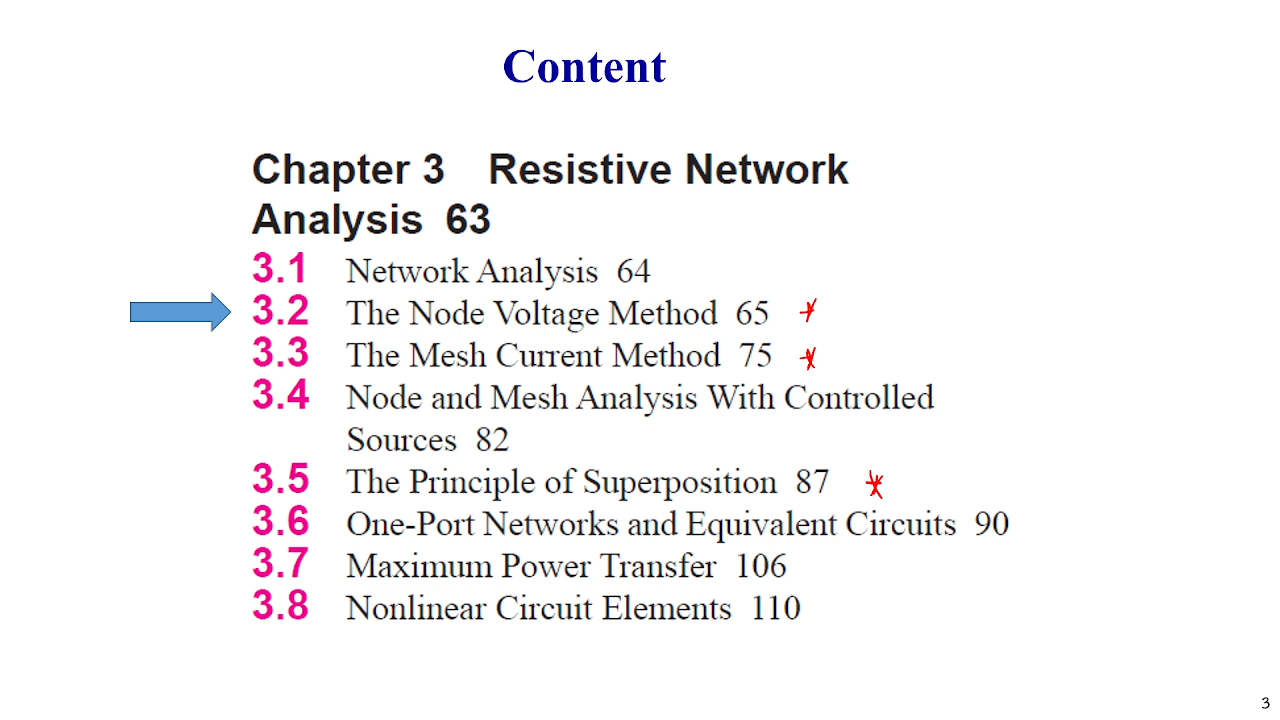 Content
Chapter 3 Resistive Network
Analysis 63
3.1 Network Analysis 64
3.2 The Node Voltage Method 65
3.3 The Mesh Current Method 75
3.4 Node and Mesh Analysis With Controlled
Sources 82
3.5 The Principle of Superposition 87
3.6 One-Port Networks and Equivalent Circuits 90
3.7 Maximum Power Transfer 106
3.8 Nonlinear Circuit Elements 110
3